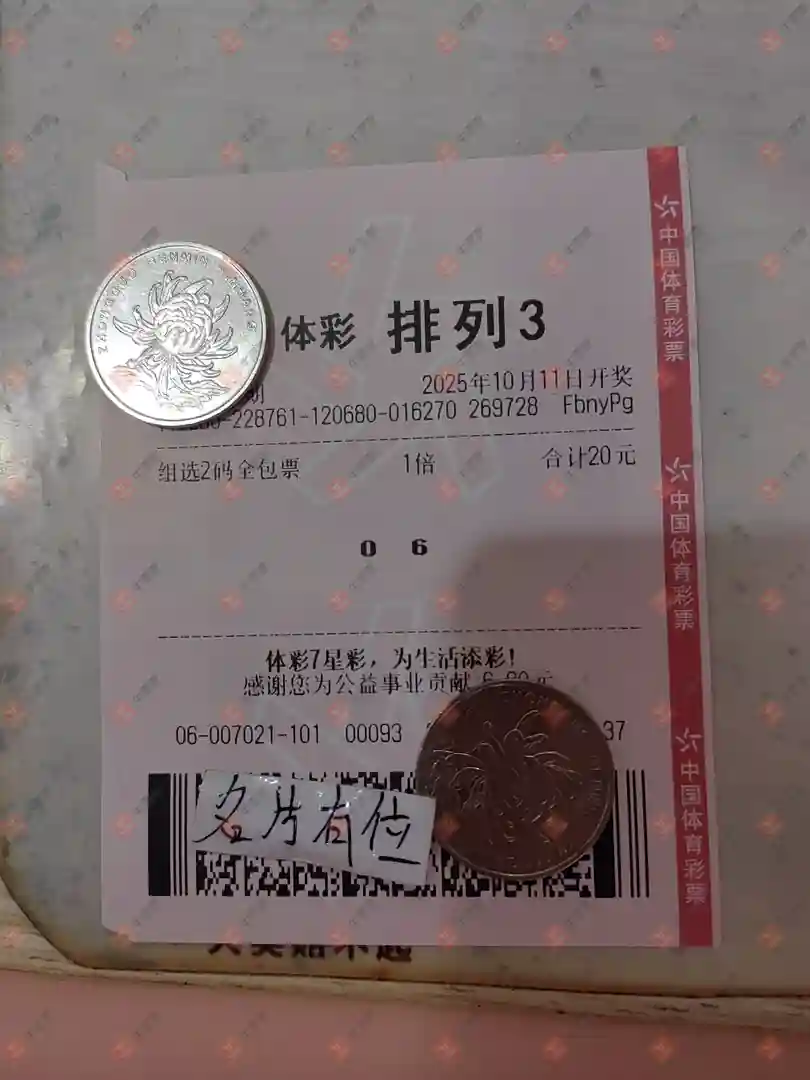 体彩 排列3
期 2025年10月11日开奖
-228761-120680-016270 269728 FbnyPg
组选2码全包票 1倍 合计20元
0 6
体彩7星彩，为生活添彩！
感谢您为公益事业贡献
06-007021-101 00093 37
名片有位
中国体育彩票
中国体育彩票
中国体育彩票